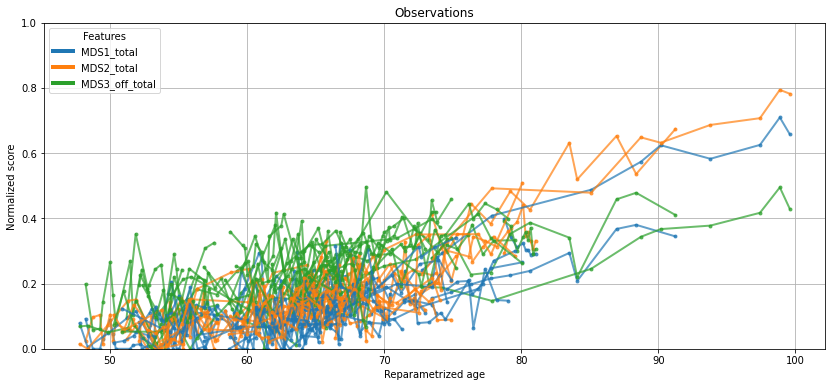 Observations
Features
MDS1_total
MDS2_total
MDS3_off_total
Normalized score
1.0
0.8
0.6
0.4
0.2
0.0
50 60 70 80 90 100
Reparametrized age